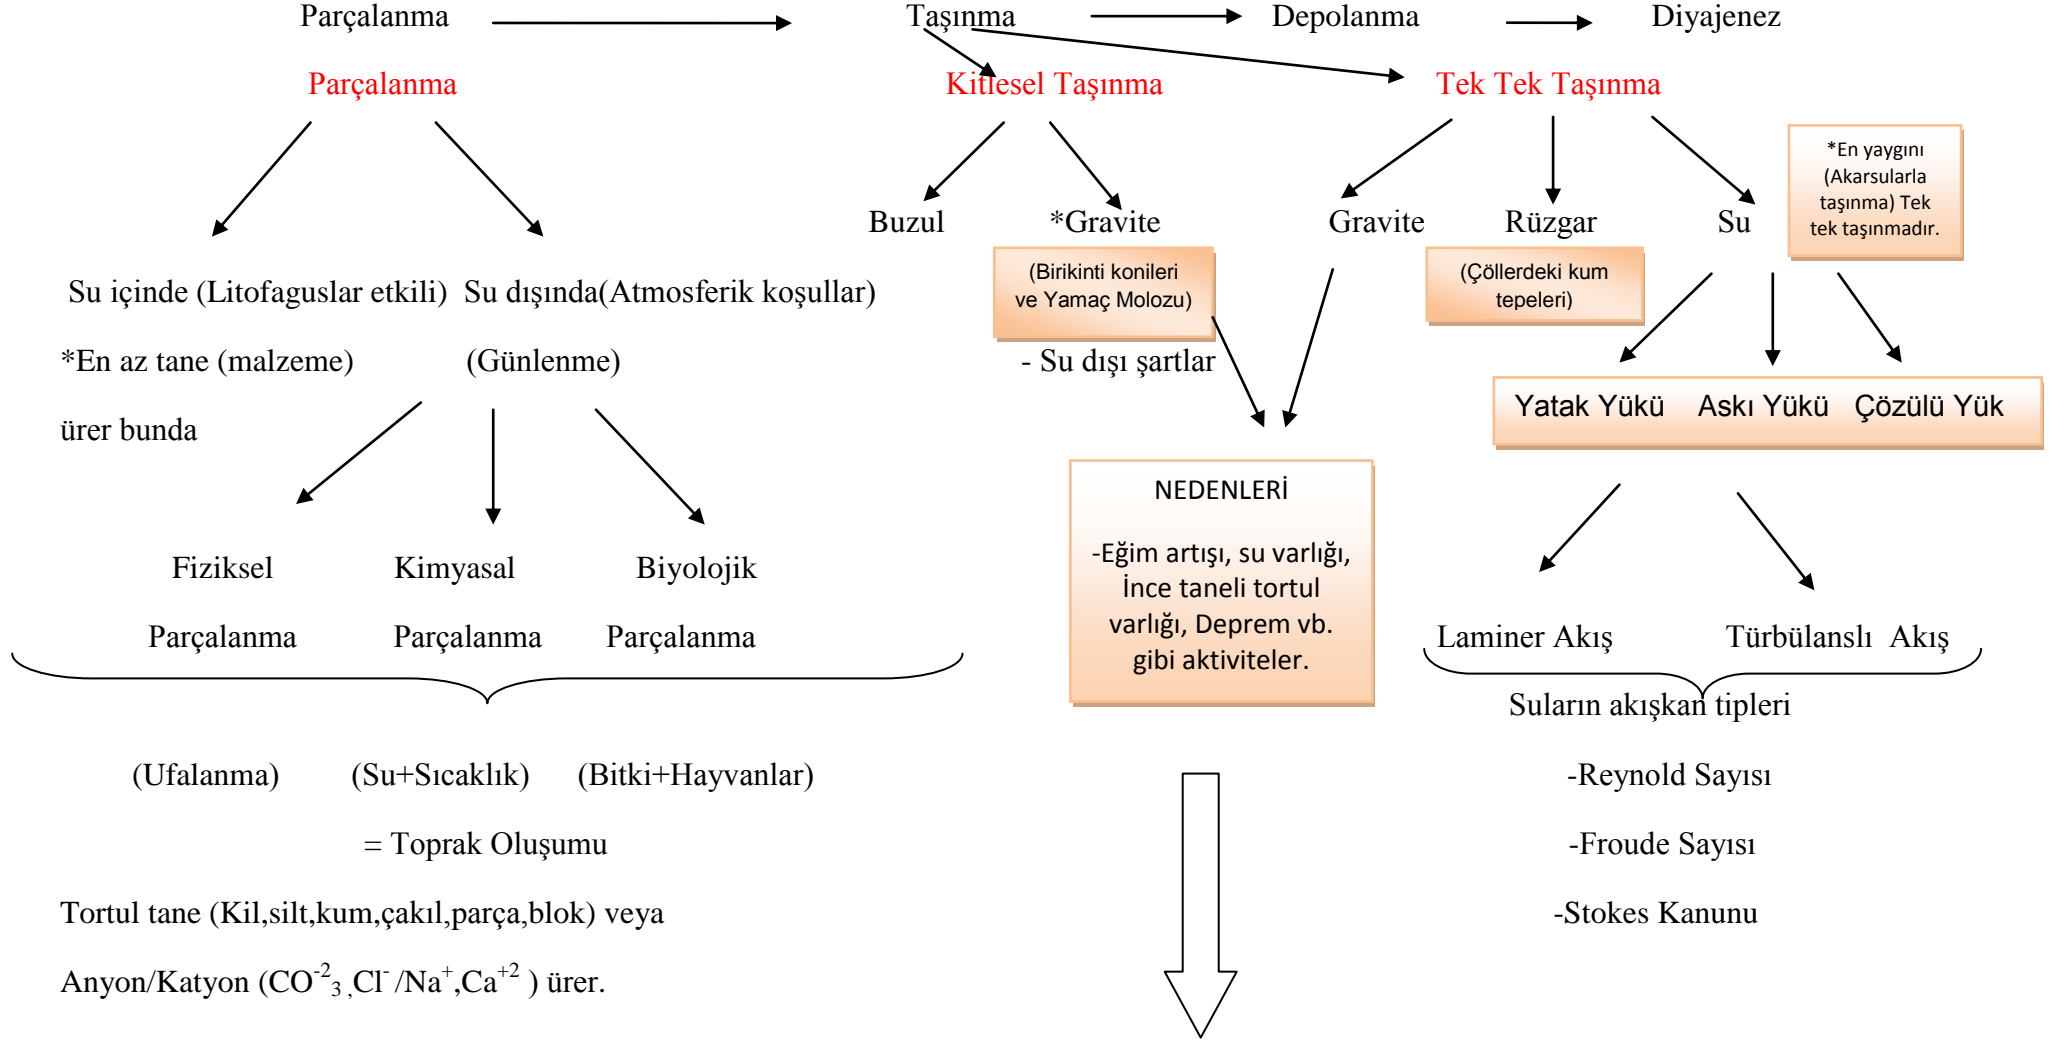 Parçalanma Taşınma Depolanma Diyajenez
Parçalanma Kitlesel Taşınma Tek Tek Taşınma
*En yaygını
(Akarsularla
taşınma) Tek
tek taşınmadır.
Buzul *Gravite Gravite Rüzgar Su
(Birikinti konileri
ve Yamaç Molozu)
(Çöllerdeki kum
tepeleri)
Su içinde (Litofaguslar etkili) Su dışında(Atmosferik koşullar)
*En az tane (malzeme) (Günlenme) - Su dışı şartlar
ürer bunda
Yatak Yükü Askı Yükü Çözülü Yük
NEDENLERİ
-Eğim artışı, su varlığı,
İnce taneli tortul
varlığı, Deprem vb.
gibi aktiviteler.
Fiziksel Kimyasal Biyolojik
Parçalanma Parçalanma Parçalanma
Laminer Akış Türbülanslı Akış
Suların akışkan tipleri
(Ufalanma) (Su+Sıcaklık) (Bitki+Hayvanlar)
-Reynold Sayısı
= Toprak Oluşumu
-Froude Sayısı
Tortul tane (Kil,silt,kum,çakıl,parça,blok) veya
-Stokes Kanunu
Anyon/Katyon (CO⁻²₃,Cl⁻/Na⁺,Ca⁺² ) ürer.